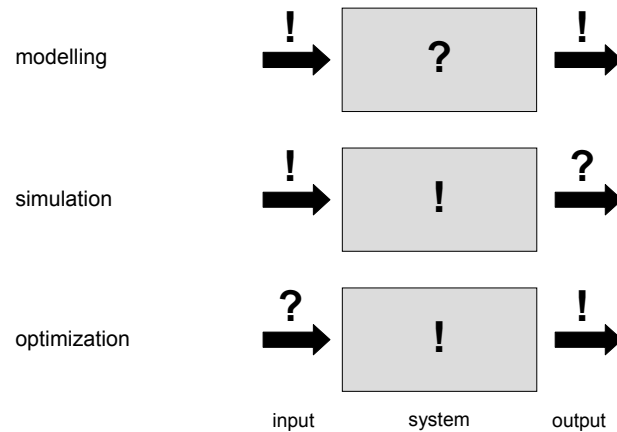 ! !
modelling ?
! ?
simulation !
? !
optimization !
input system output